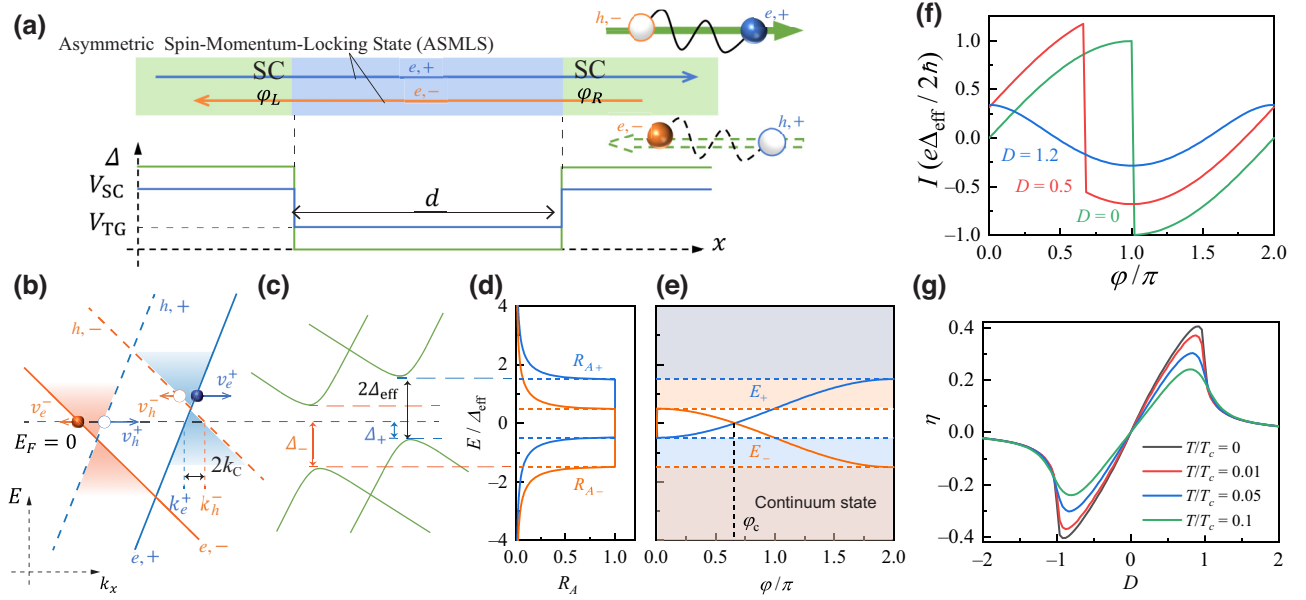 (a)
Asymmetric Spin-Momentum-Locking State (ASMLS)
h, − e, +
SC e, + SC
φL e, − φR
e, − h, +
Δ
VSC
d
VTG
x
(b)
h, +
h, −
ve− vh− ve+
EF = 0 vh+
2kC
ke+ kh−
E
kx
e, + e, −
(c)
2Δeff
Δ− Δ+
(d)
4
2
0
−2
−4
E / Δeff
RA+
RA−
0.0 0.5 1.0
RA
(e)
E+
E−
Continuum state
φc
0.0 0.5 1.0 1.5 2.0
φ/π
(f)
1.0
0.5
0.0
−0.5
−1.0
I (eΔeff / 2ℏ)
D = 1.2
D = 0.5
D = 0
0.0 0.5 1.0 1.5 2.0
φ/π
(g)
0.4
0.2
0.0
−0.2
−0.4
η
T/Tc = 0
T/Tc = 0.01
T/Tc = 0.05
T/Tc = 0.1
−2 −1 0 1 2
D